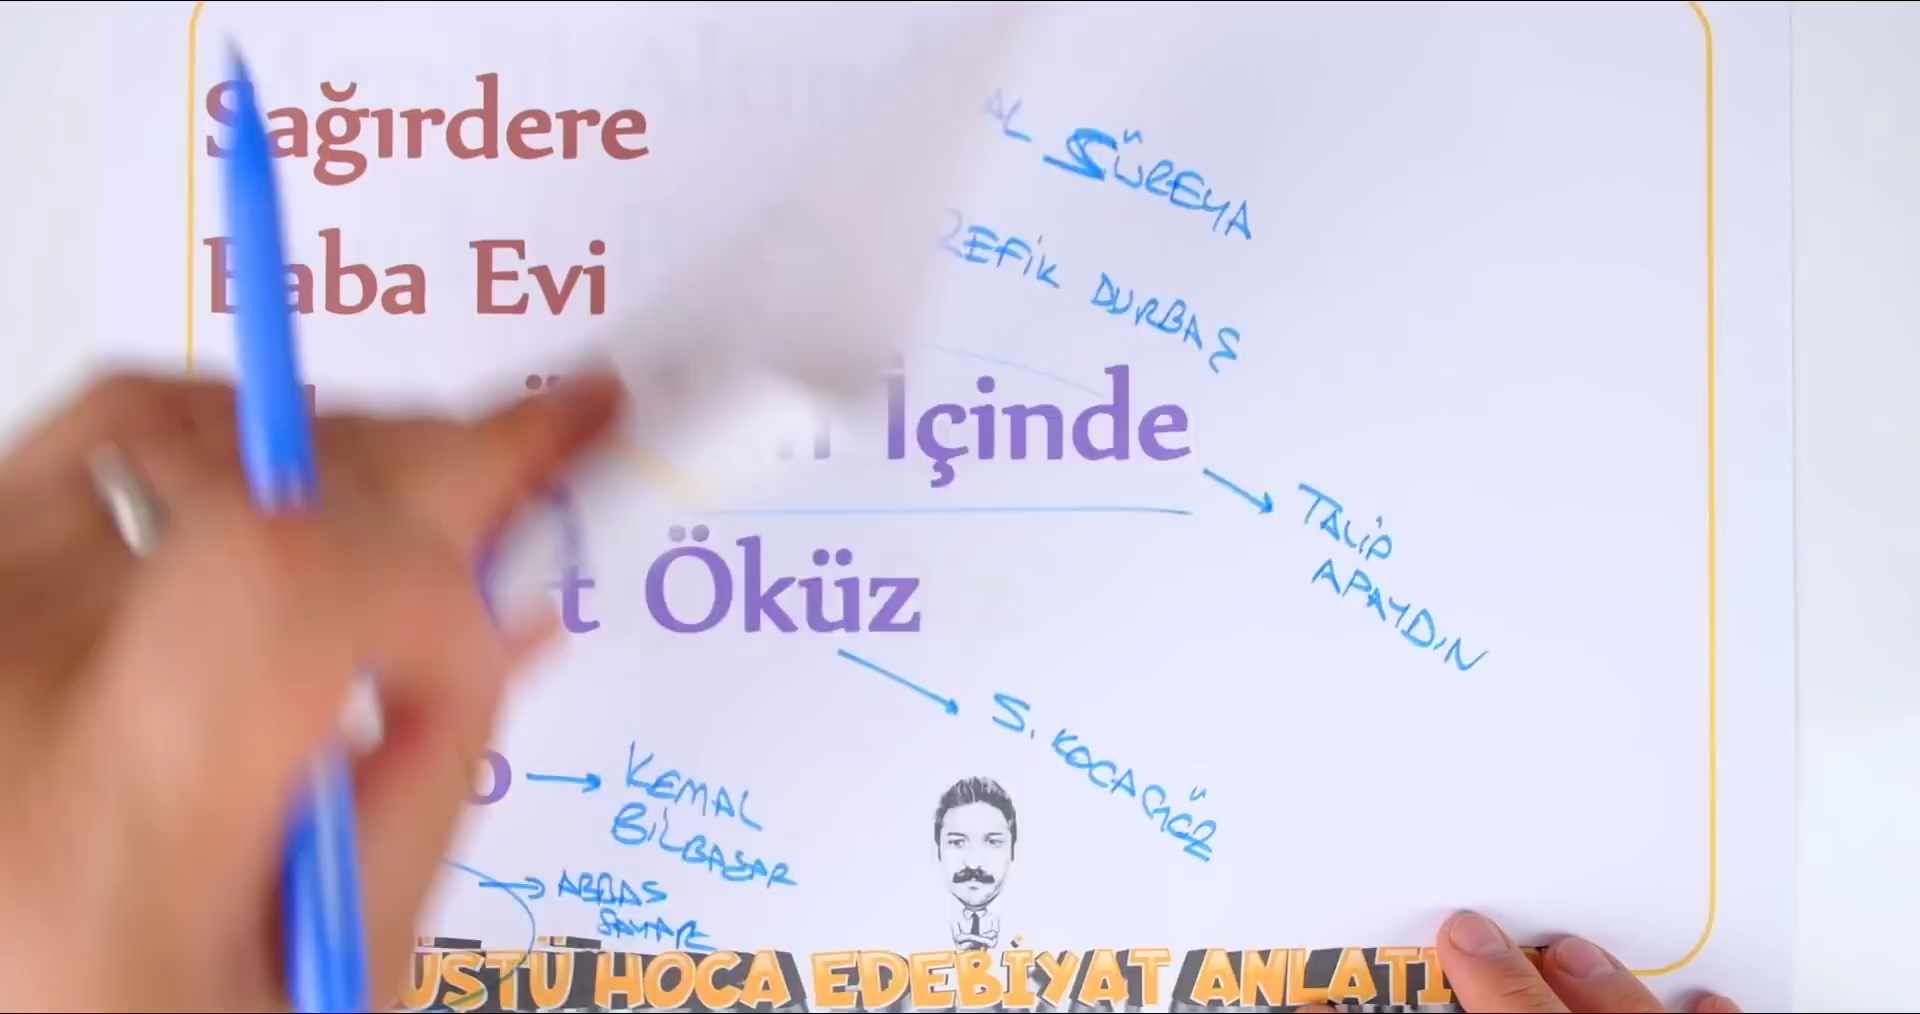 Sağırdere
AL SÜREYA
Baba Evi
REFİK DURBAŞ
İçinde
TALİP
APAYDIN
t Öküz
S. KOCAGÖZ
KEMAL
BİLBAŞAR
ABBAS
SAYAR
ÜSTÜ HOCA EDEBİYAT ANLATI